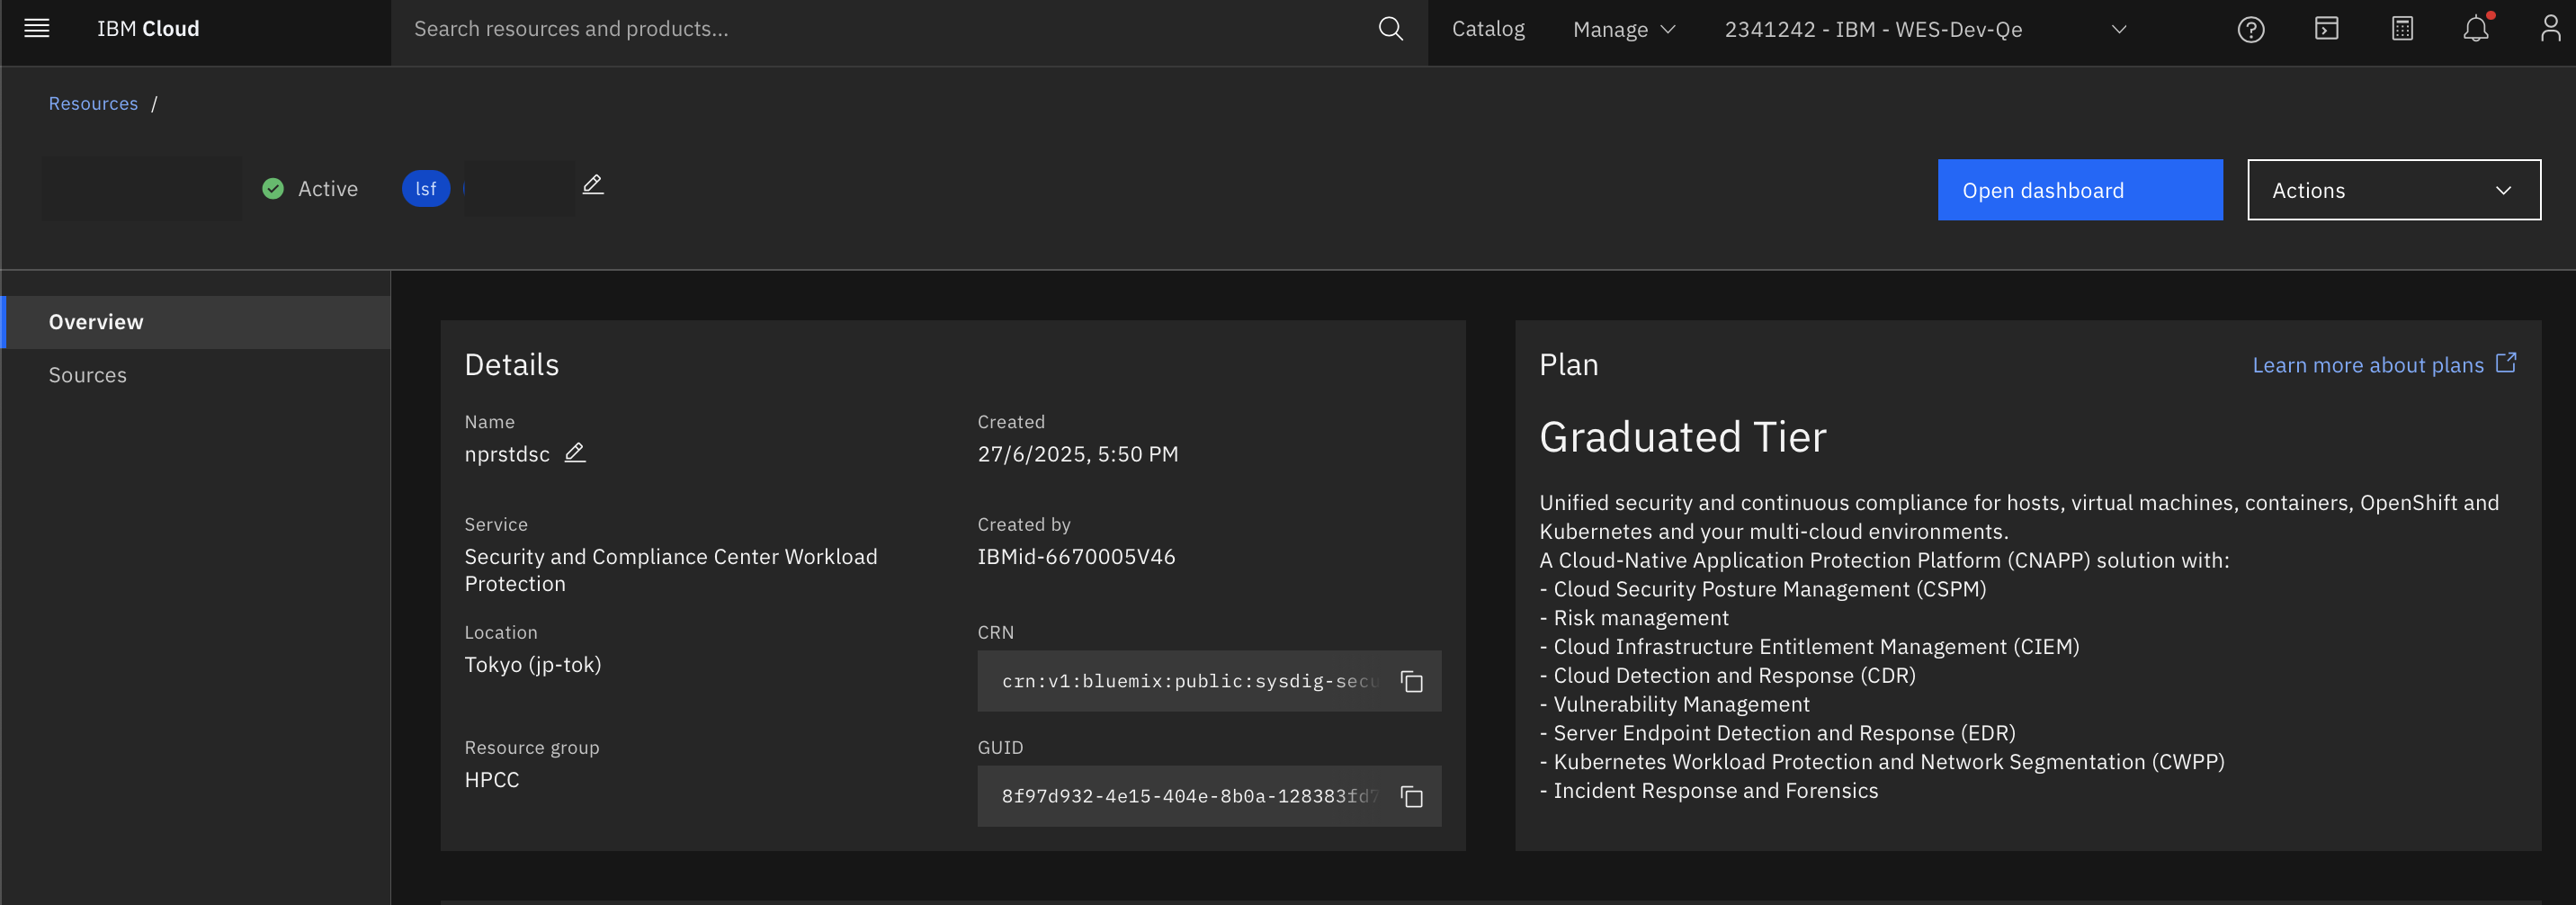 IBM Cloud
Search resources and products...
Catalog
Manage
2341242 - IBM - WES-Dev-Qe
Resources /
Active
lsf
Open dashboard
Actions
Overview
Sources
Details
Name
nprstdsc
Created
27/6/2025, 5:50 PM
Service
Security and Compliance Center Workload
Protection
Created by
IBMid-6670005V46
Location
Tokyo (jp-tok)
CRN
crn:v1:bluemix:public:sysdig-secu
Resource group
HPCC
GUID
8f97d932-4e15-404e-8b0a-128383fd7
Plan
Learn more about plans
Graduated Tier
Unified security and continuous compliance for hosts, virtual machines, containers, OpenShift and
Kubernetes and your multi-cloud environments.
A Cloud-Native Application Protection Platform (CNAPP) solution with:
- Cloud Security Posture Management (CSPM)
- Risk management
- Cloud Infrastructure Entitlement Management (CIEM)
- Cloud Detection and Response (CDR)
- Vulnerability Management
- Server Endpoint Detection and Response (EDR)
- Kubernetes Workload Protection and Network Segmentation (CWPP)
- Incident Response and Forensics